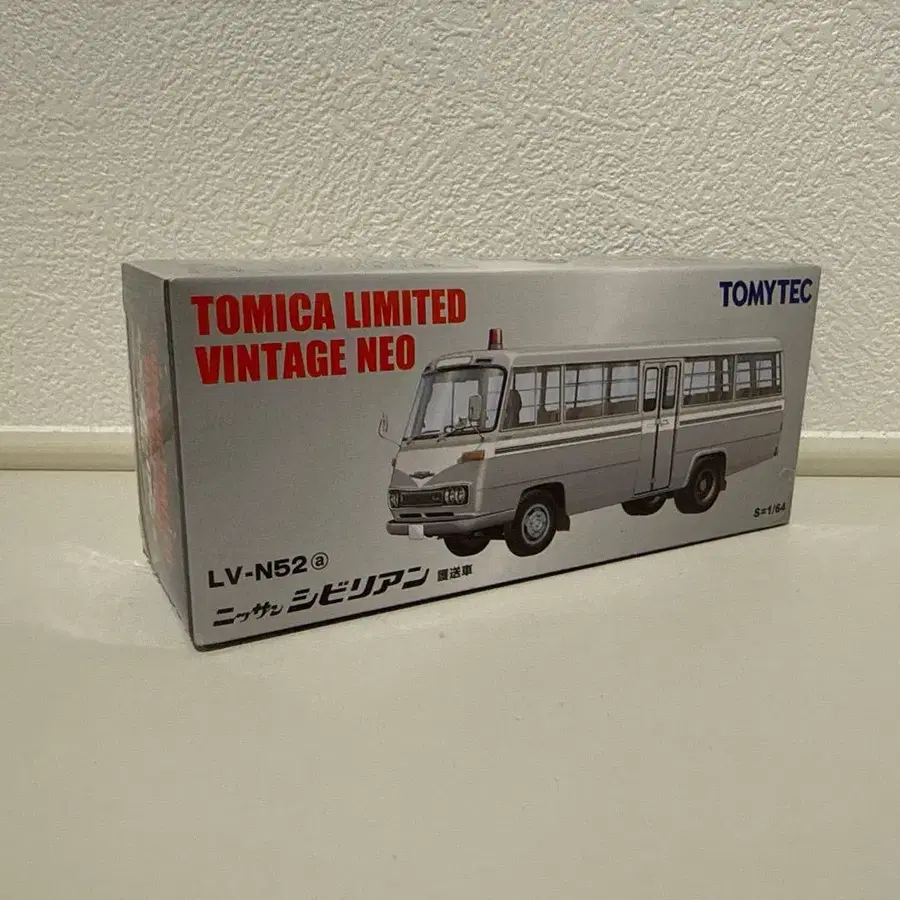 TOMICA LIMITED
VINTAGE NEO
TOMYTEC
S=1/64
LV-N52 ⓐ
ニッサン シビリアン 護送車